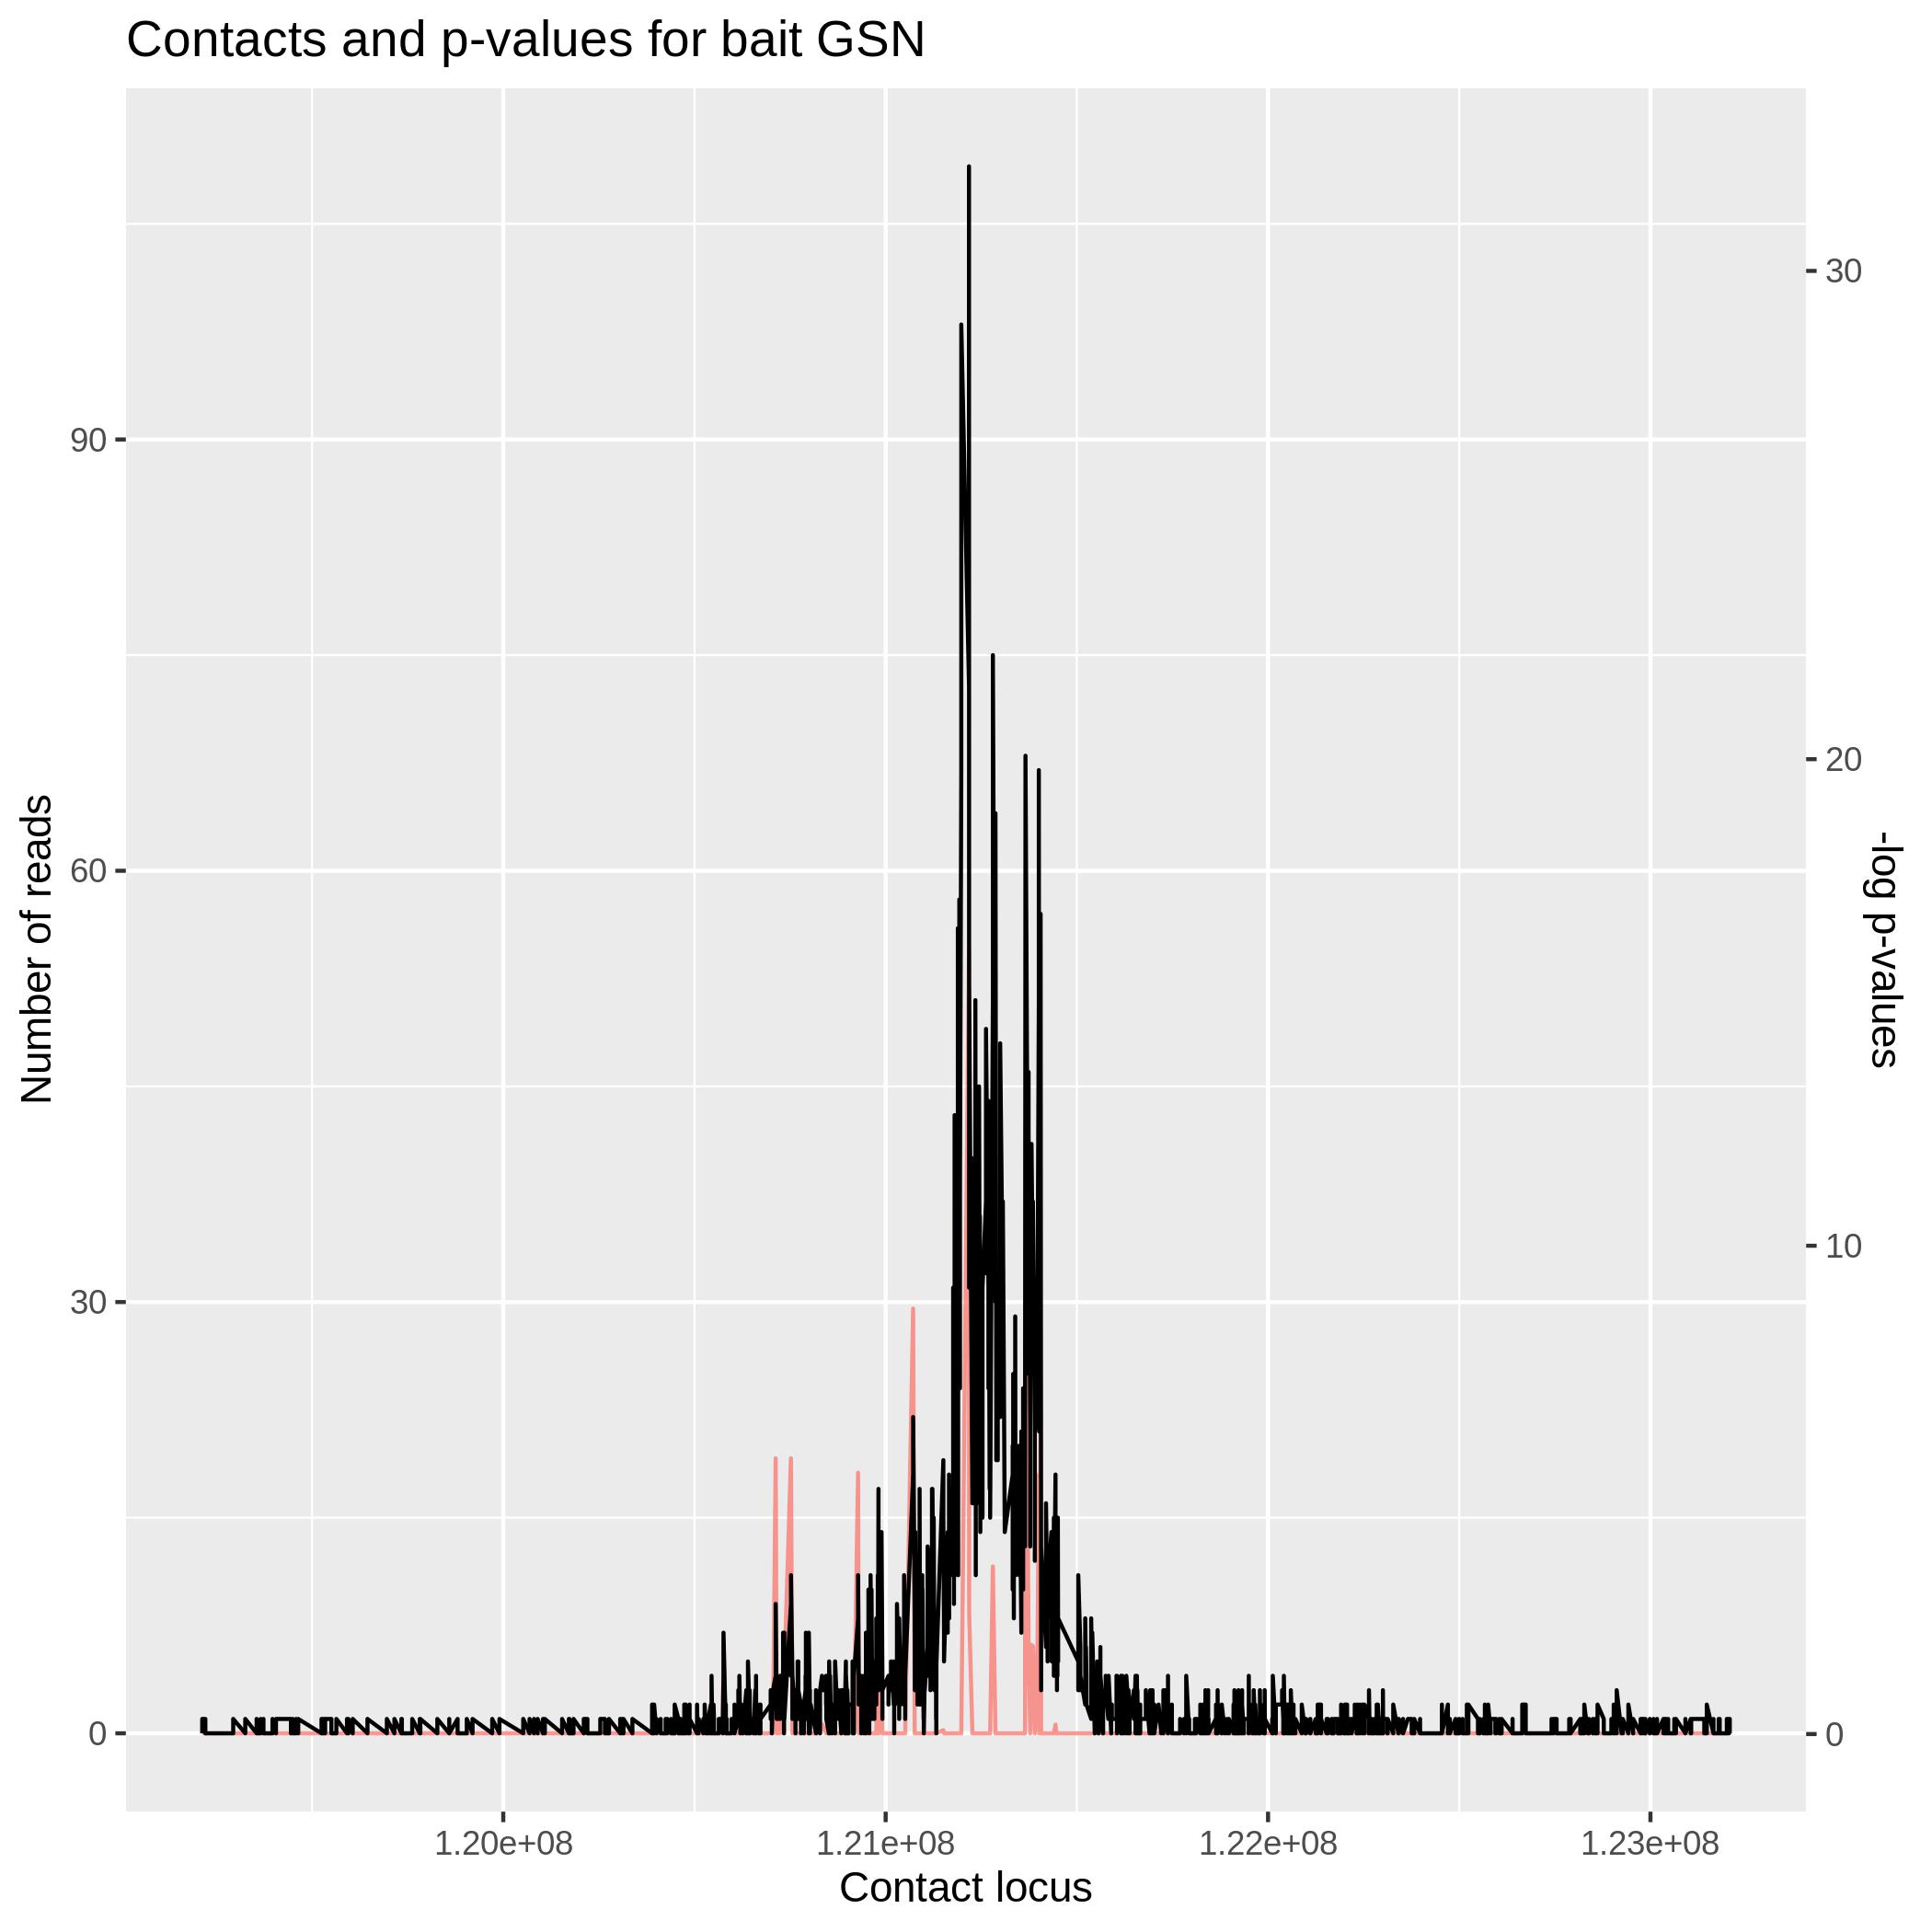 Contacts and p-values for bait GSN
Number of reads
90
60
30
0
30
20
10
0
-log p-values
1.20e+08
1.21e+08
1.22e+08
1.23e+08
Contact locus